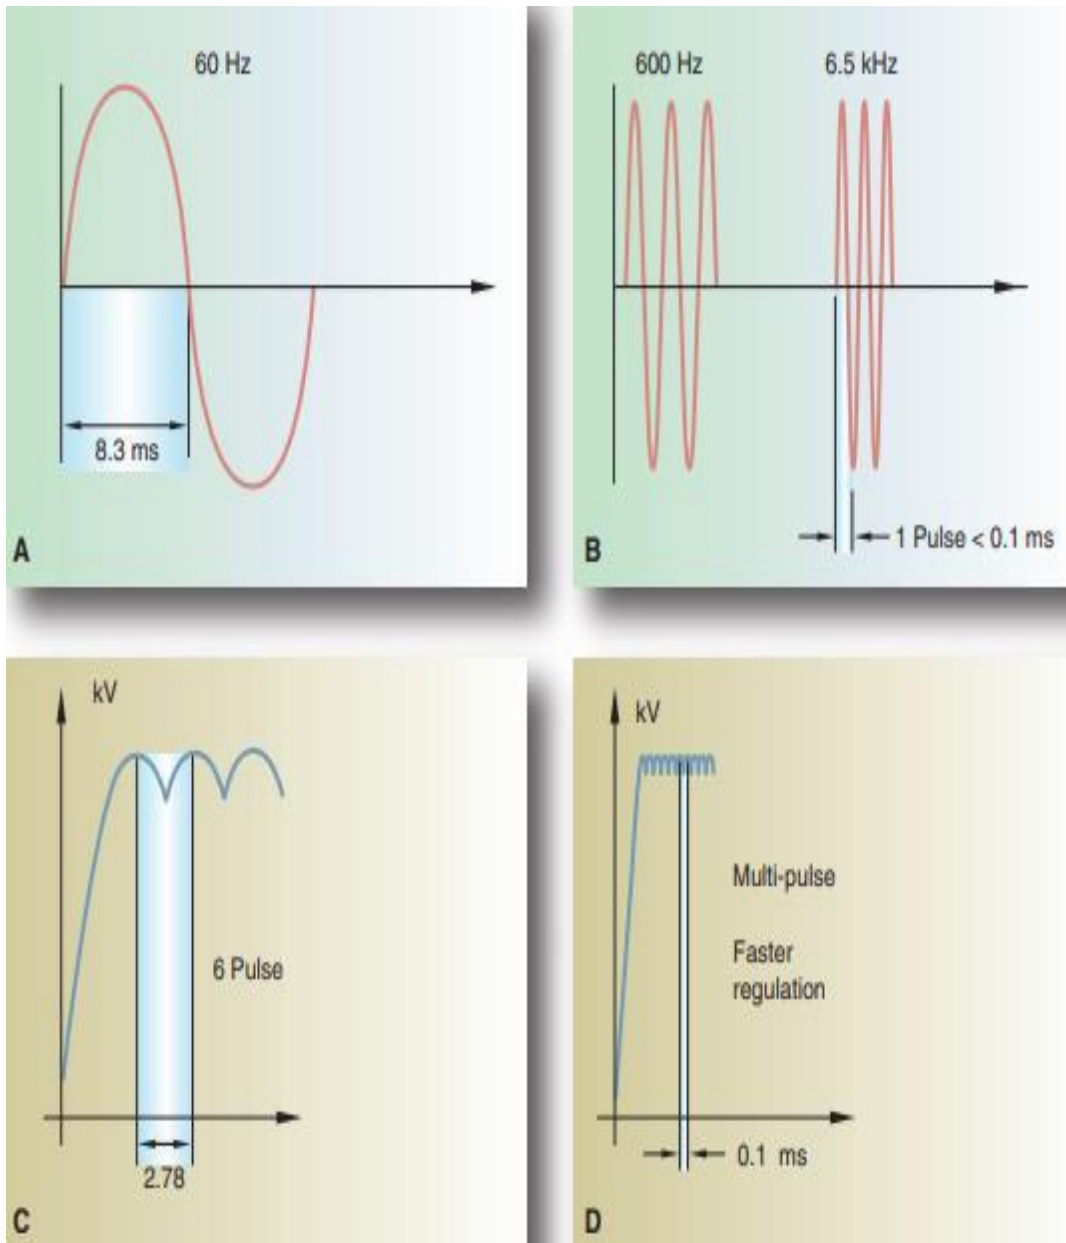 60 Hz
8.3 ms
A
600 Hz
6.5 kHz
1 Pulse < 0.1 ms
B
kV
6 Pulse
2.78
C
kV
Multi-pulse
Faster
regulation
0.1 ms
D